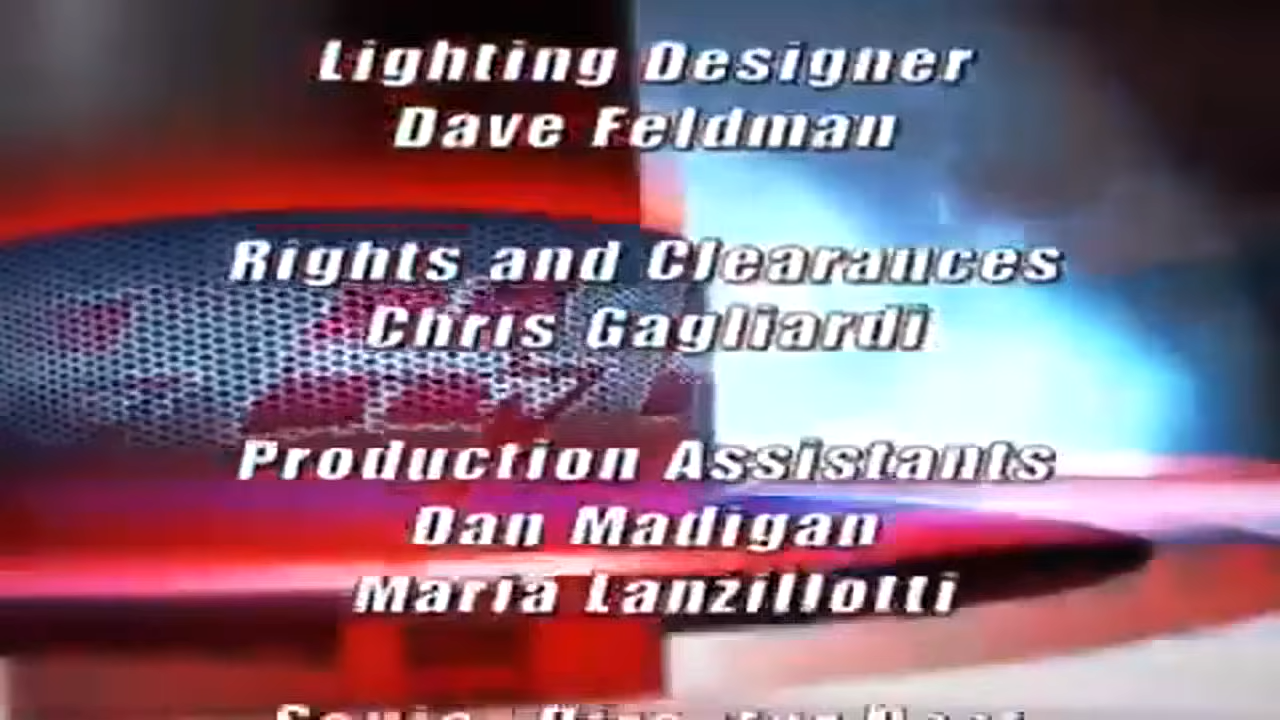 Lighting Designer
Dave Feldman
Rights and Clearances
Chris Gagliardi
Production Assistants
Dan Madigan
Maria Lanzillotti